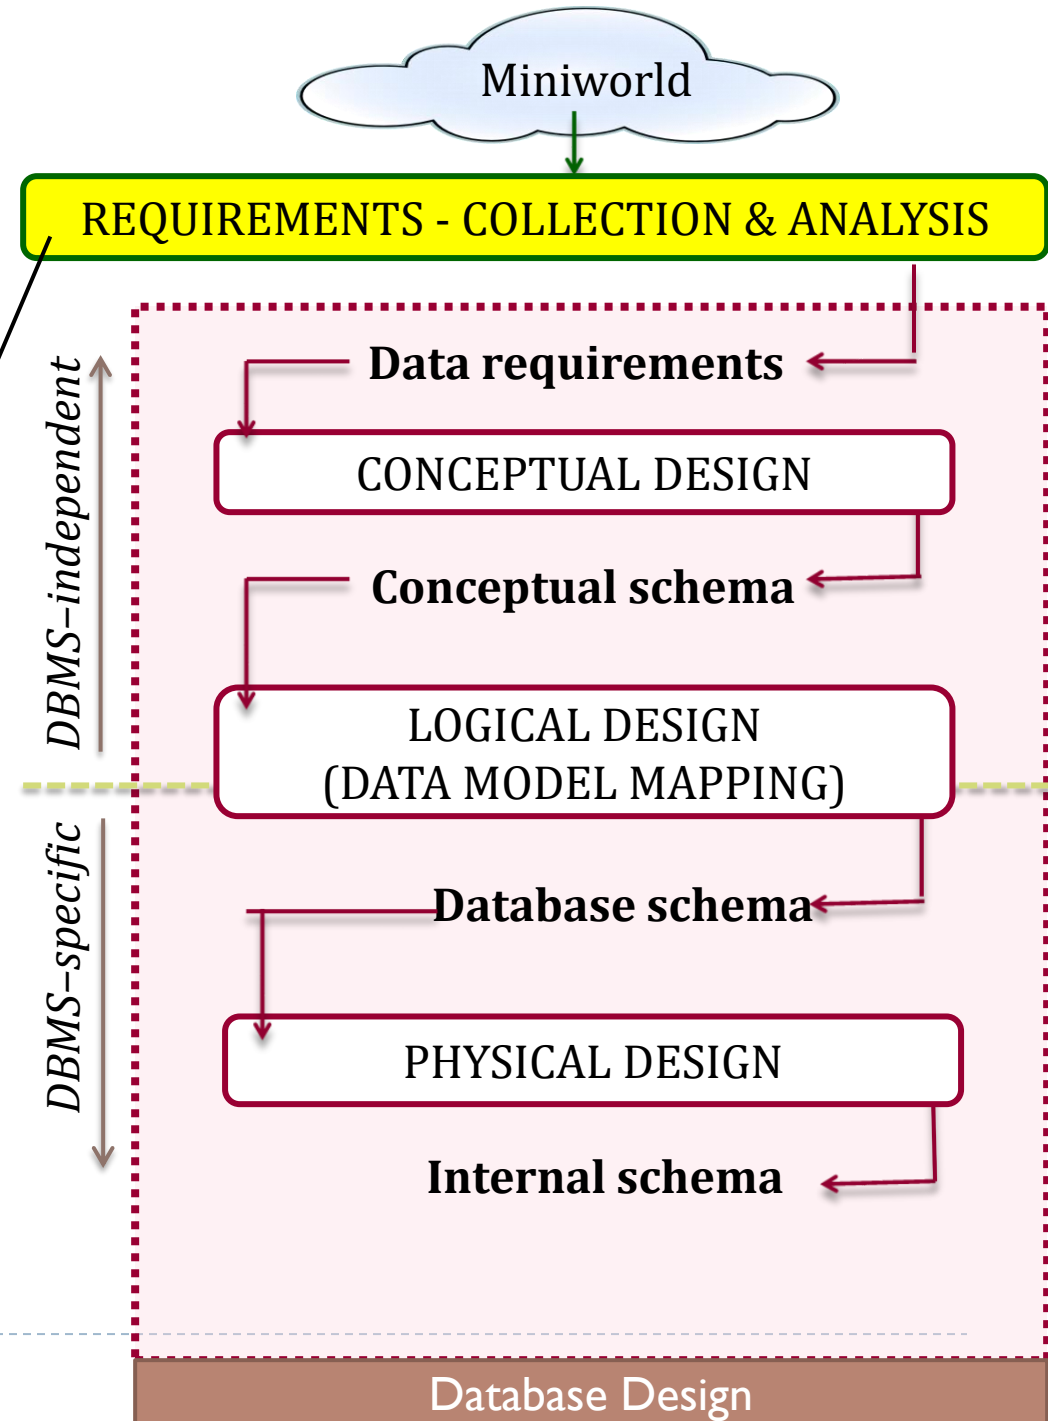 Miniworld
REQUIREMENTS - COLLECTION & ANALYSIS
Data requirements
CONCEPTUAL DESIGN
Conceptual schema
DBMS–independent
LOGICAL DESIGN
(DATA MODEL MAPPING)
DBMS–specific
Database schema
PHYSICAL DESIGN
Internal schema
Database Design